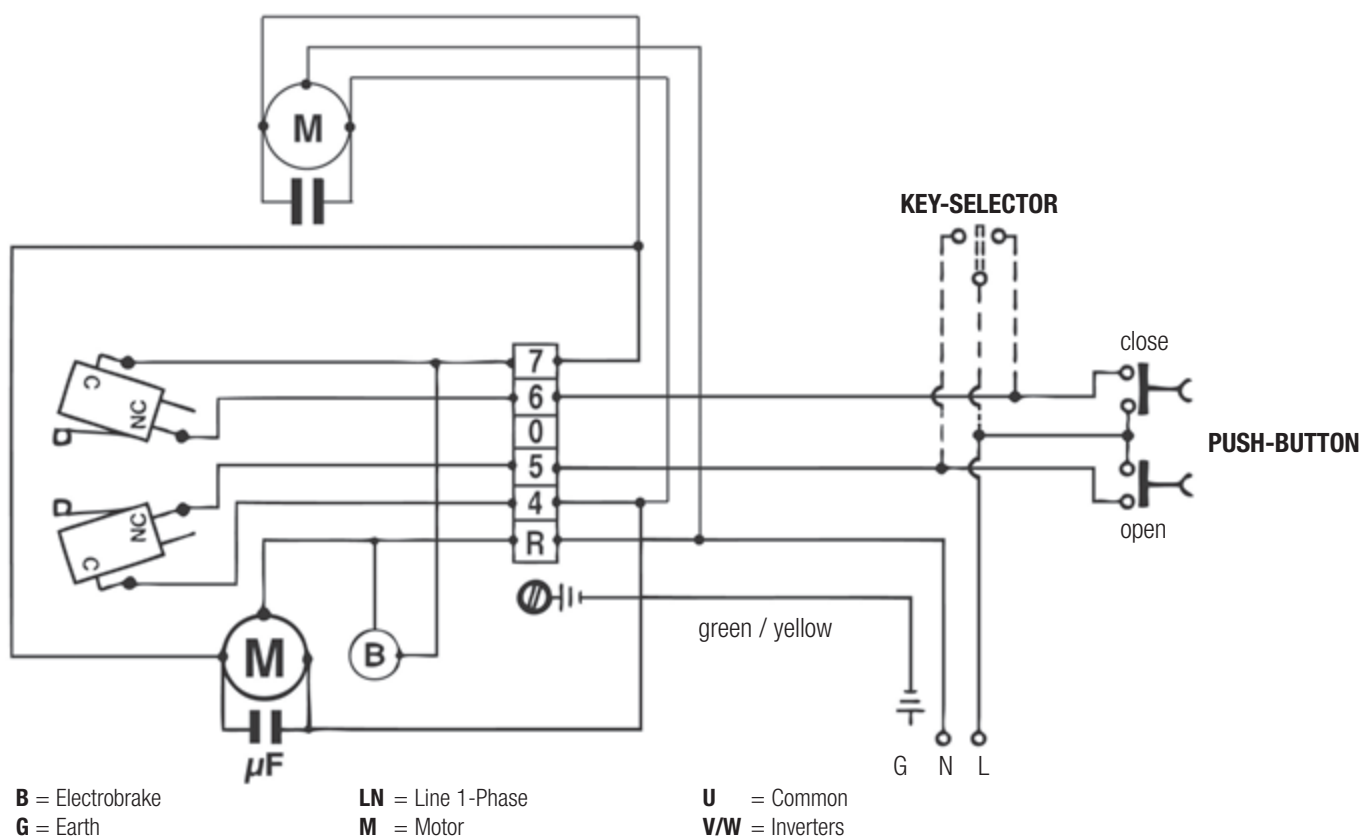 M
KEY-SELECTOR
close
7
C
6
NC
0
PUSH-BUTTON
5
4
NC
open
R
C
green / yellow
M
B
µF
G N L
B = Electrobrake LN = Line 1-Phase U = Common
G = Earth M = Motor V/W = Inverters